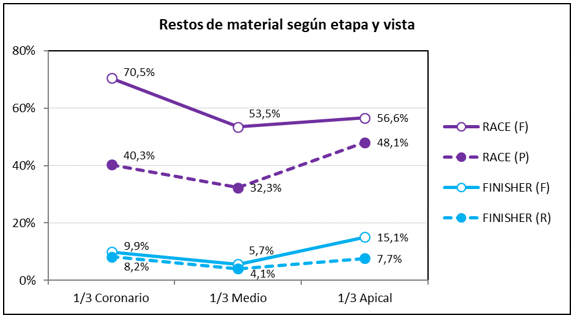 Restos de material según etapa y vista
80%
60%
40%
20%
0%
70,5%
53,5%
56,6%
40,3%
32,3%
48,1%
9,9%
5,7%
15,1%
8,2%
4,1%
7,7%
1/3 Coronario
1/3 Medio
1/3 Apical
RACE (F)
RACE (P)
FINISHER (F)
FINISHER (R)